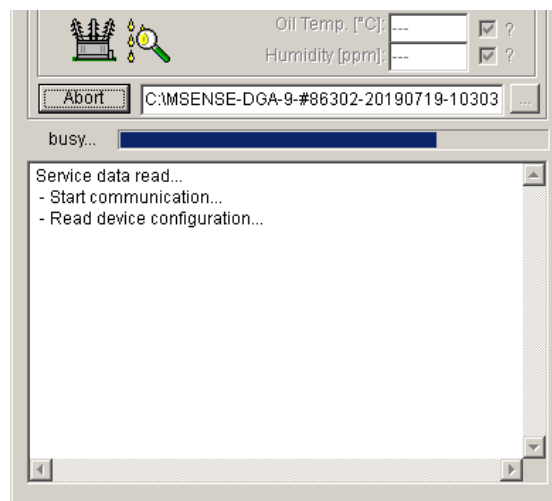 Oil Temp. [°C]: --- ?
Humidity [ppm]: --- ?
Abort C:\MSENSE-DGA-9-#86302-20190719-10303 ...
busy...
Service data read...
- Start communication...
- Read device configuration...